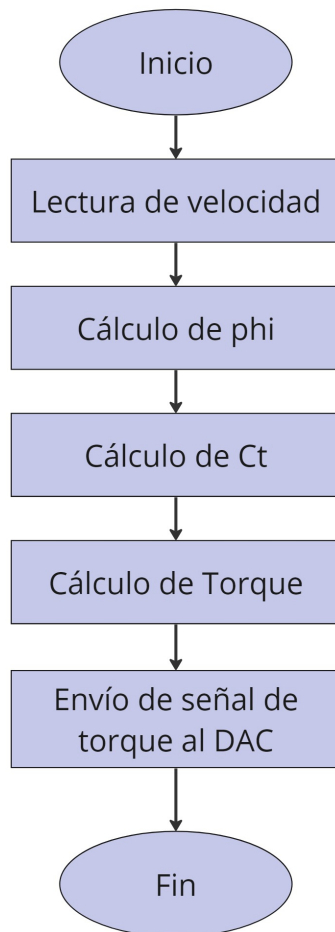 Inicio
Lectura de velocidad
Cálculo de phi
Cálculo de Ct
Cálculo de Torque
Envío de señal de
torque al DAC
Fin